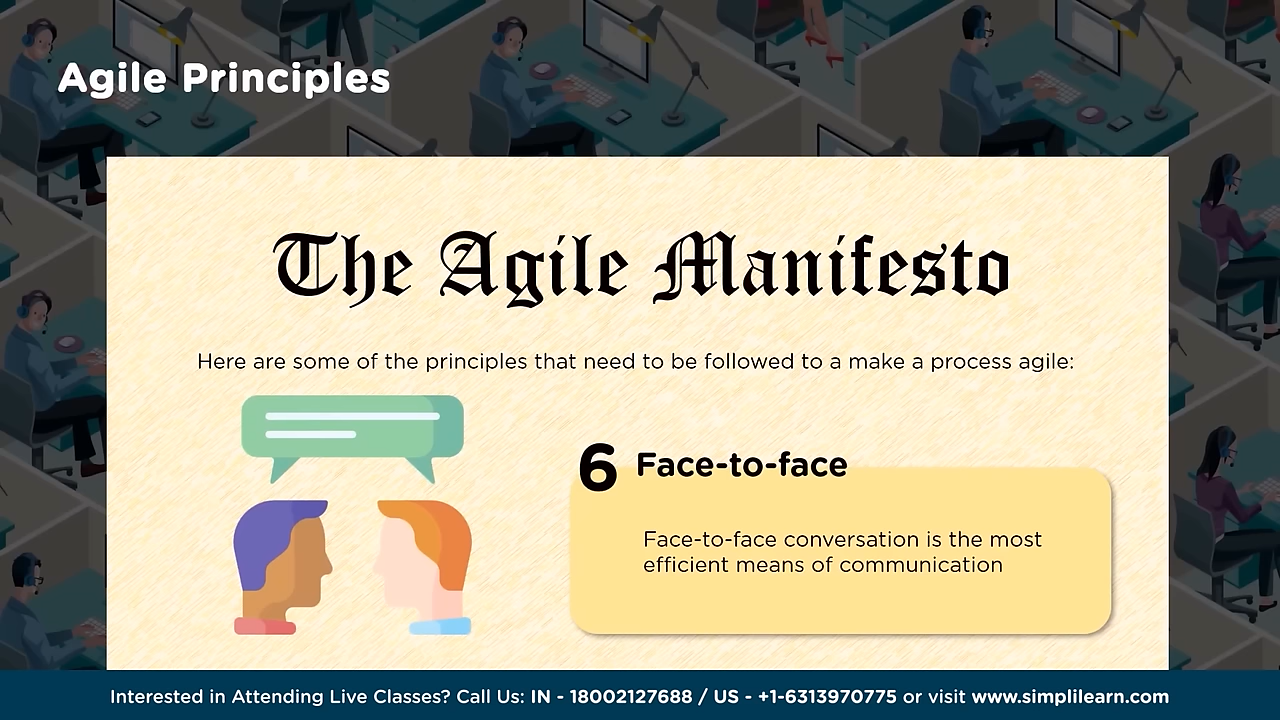 Agile Principles
The Agile Manifesto
Here are some of the principles that need to be followed to a make a process agile:
6 Face-to-face
Face-to-face conversation is the most
efficient means of communication
Interested in Attending Live Classes? Call Us: IN - 18002127688 / US - +1-6313970775 or visit www.simplilearn.com